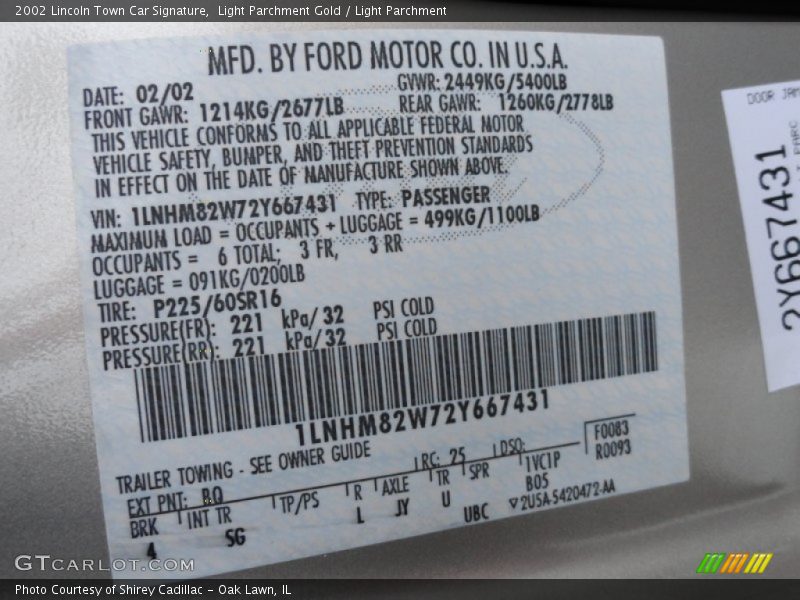 2002 Lincoln Town Car Signature,  Light Parchment Gold / Light Parchment
MFD. BY FORD MOTOR CO. IN U.S.A.
DATE: 02/02 GVWR: 2449KG/5400LB
FRONT GAWR: 1214KG/2677LB REAR GAWR: 1260KG/2778LB
THIS VEHICLE CONFORMS TO ALL APPLICABLE FEDERAL MOTOR
VEHICLE SAFETY, BUMPER, AND THEFT PREVENTION STANDARDS
IN EFFECT ON THE DATE OF MANUFACTURE SHOWN ABOVE.
VIN: 1LNHM82W72Y667431 TYPE: PASSENGER
MAXIMUM LOAD = OCCUPANTS + LUGGAGE = 499KG/1100LB
OCCUPANTS = 6 TOTAL; 3 FR, 3 RR
LUGGAGE = 091KG/0200LB
TIRE: P225/60SR16
PRESSURE(FR): 221 kPa/ 32 PSI COLD
PRESSURE(RR): 221 kPa/ 32 PSI COLD
1LNHM82W72Y667431
TRAILER TOWING - SEE OWNER GUIDE
EXT PNT: RC: 25 DSO: F0083
R0093
BRK INT TR TP/PS R AXLE TR SPR 1VC1P
4 SG L JY U UBC B05
▽2U5A-5420472-AA
DOOR
2Y667431
GTCARLOT.COM
Photo Courtesy of Shirey Cadillac - Oak Lawn, IL